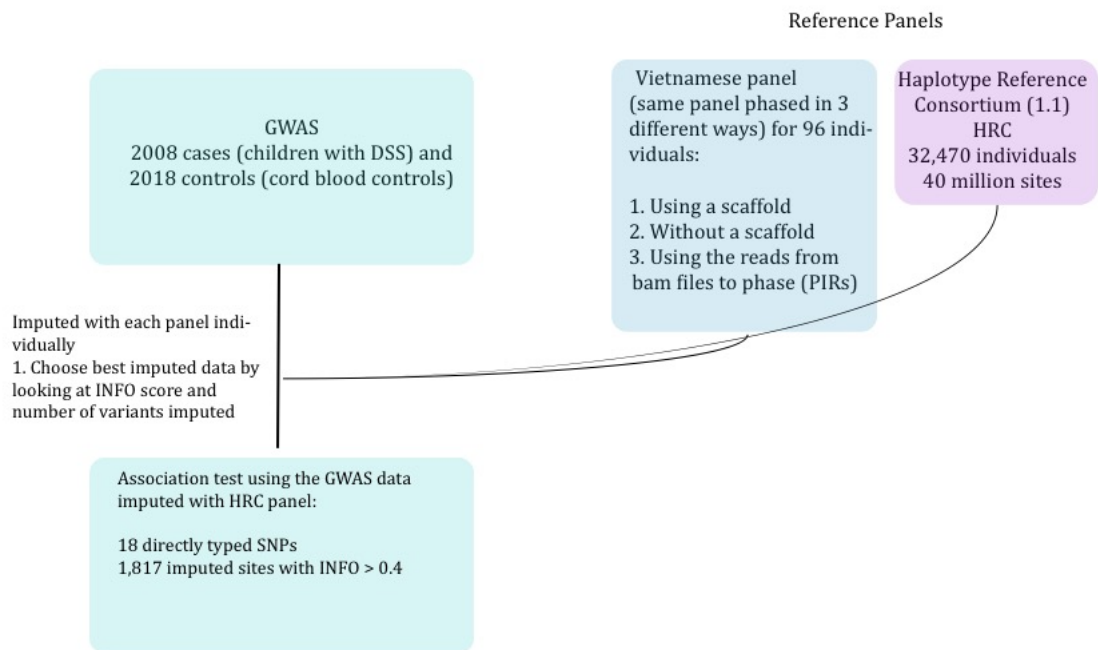 Reference Panels
GWAS
2008 cases (children with DSS) and
2018 controls (cord blood controls)
Vietnamese panel
(same panel phased in 3
different ways) for 96 indi-
viduals:
1. Using a scaffold
2. Without a scaffold
3. Using the reads from
bam files to phase (PIRs)
Haplotype Reference
Consortium (1.1)
HRC
32,470 individuals
40 million sites
Imputed with each panel indi-
vidually
1. Choose best imputed data by
looking at INFO score and
number of variants imputed
Association test using the GWAS data
imputed with HRC panel:
18 directly typed SNPs
1,817 imputed sites with INFO > 0.4